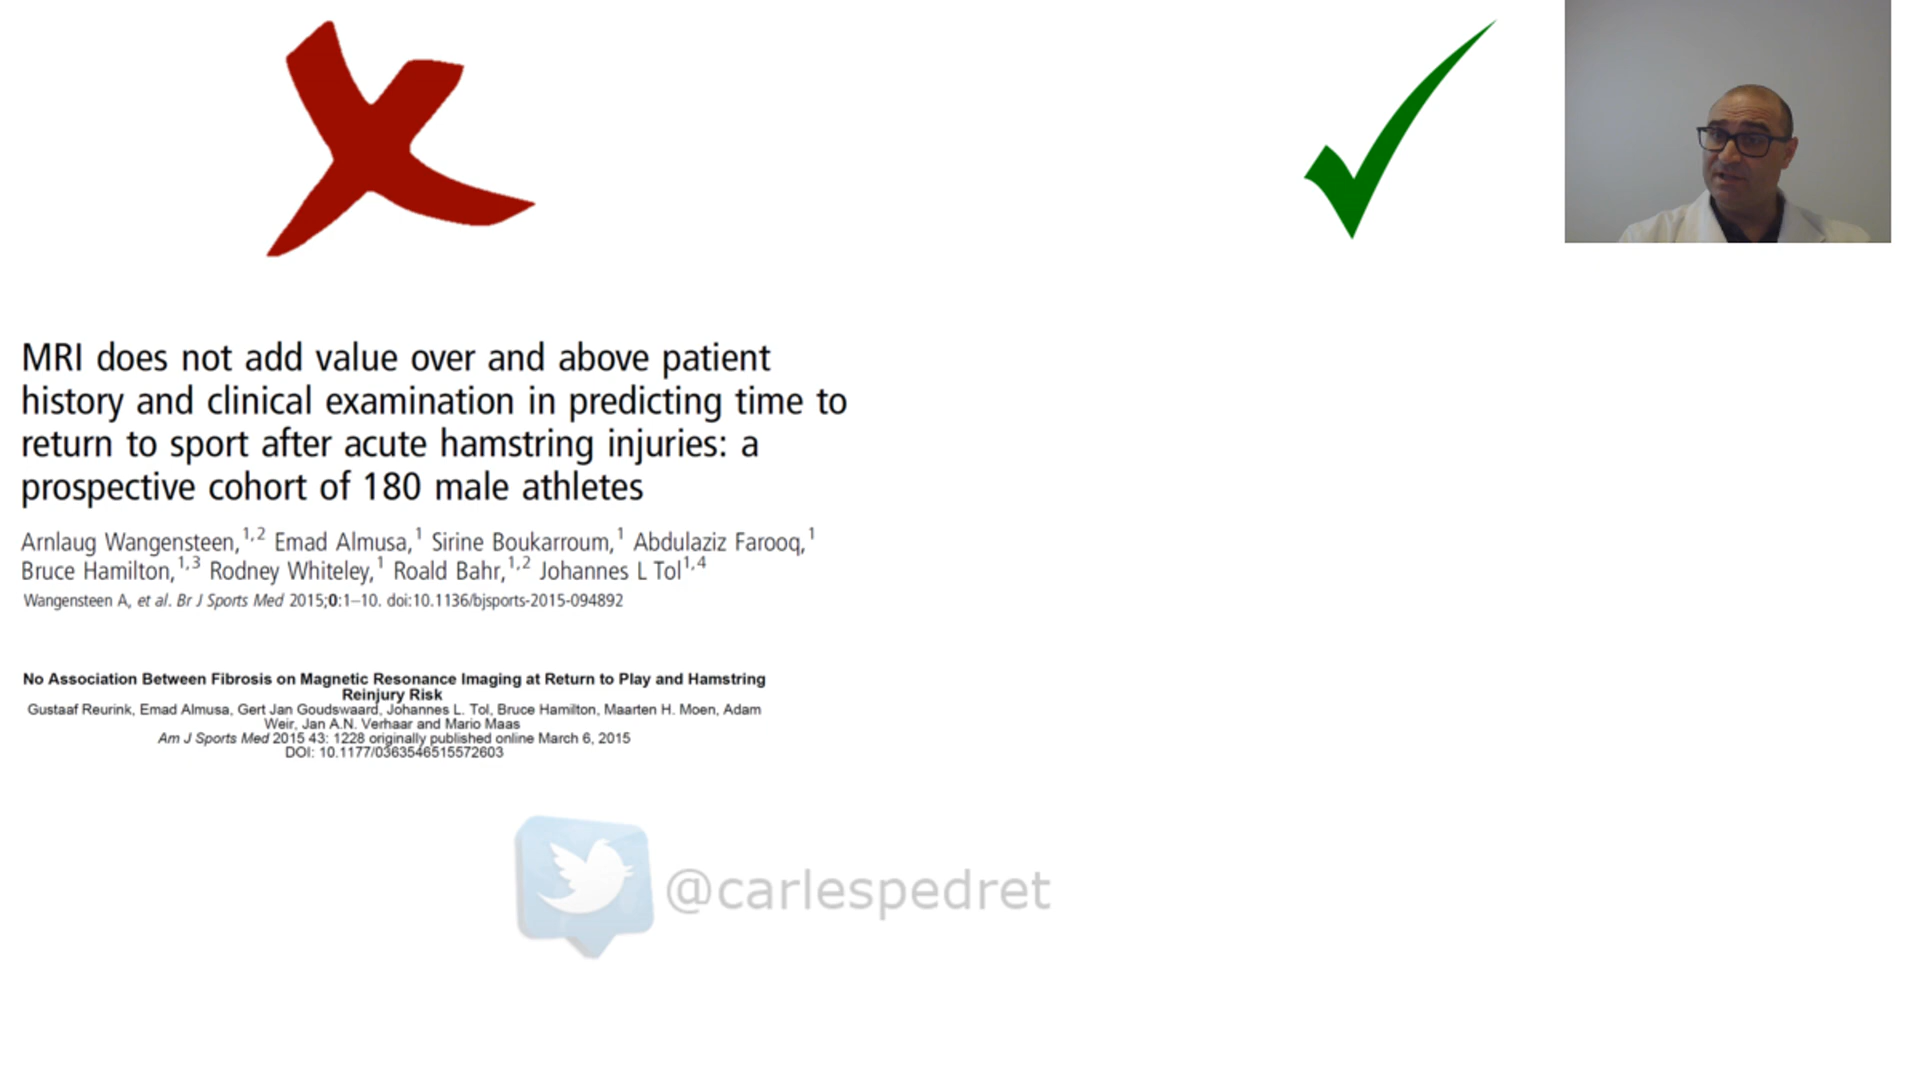 MRI does not add value over and above patient
history and clinical examination in predicting time to
return to sport after acute hamstring injuries: a
prospective cohort of 180 male athletes
Arnlaug Wangensteen,1,2 Emad Almusa,1 Sirine Boukarroum,1 Abdulaziz Farooq,1
Bruce Hamilton,1,3 Rodney Whiteley,1 Roald Bahr,1,2 Johannes L Tol1,4
Wangensteen A, et al. Br J Sports Med 2015;0:1–10. doi:10.1136/bjsports-2015-094892
No Association Between Fibrosis on Magnetic Resonance Imaging at Return to Play and Hamstring
Reinjury Risk
Gustaaf Reurink, Emad Almusa, Gert Jan Goudswaard, Johannes L. Tol, Bruce Hamilton, Maarten H. Moen, Adam
Weir, Jan A.N. Verhaar and Mario Maas
Am J Sports Med 2015 43: 1228 originally published online March 6, 2015
DOI: 10.1177/0363546515572603
@carlespedret